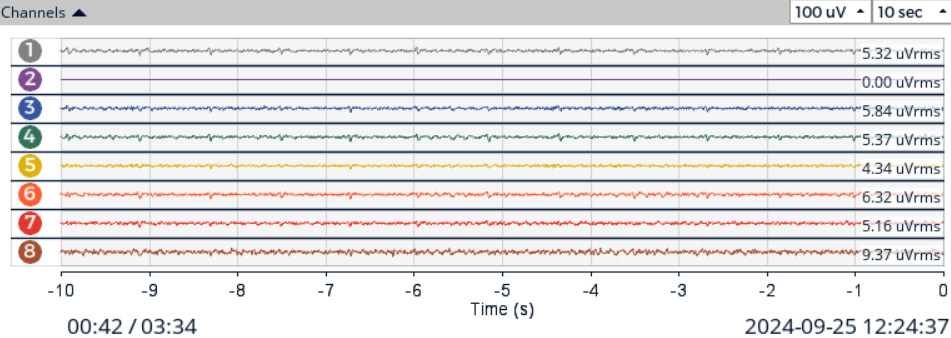 Channels ▲ 100 uV 10 sec
1 5.32 uVrms
2 0.00 uVrms
3 5.84 uVrms
4 5.37 uVrms
5 4.34 uVrms
6 6.32 uVrms
7 5.16 uVrms
8 9.37 uVrms
-10 -9 -8 -7 -6 -5 -4 -3 -2 -1 0
Time (s)
00:42 / 03:34 2024-09-25 12:24:37